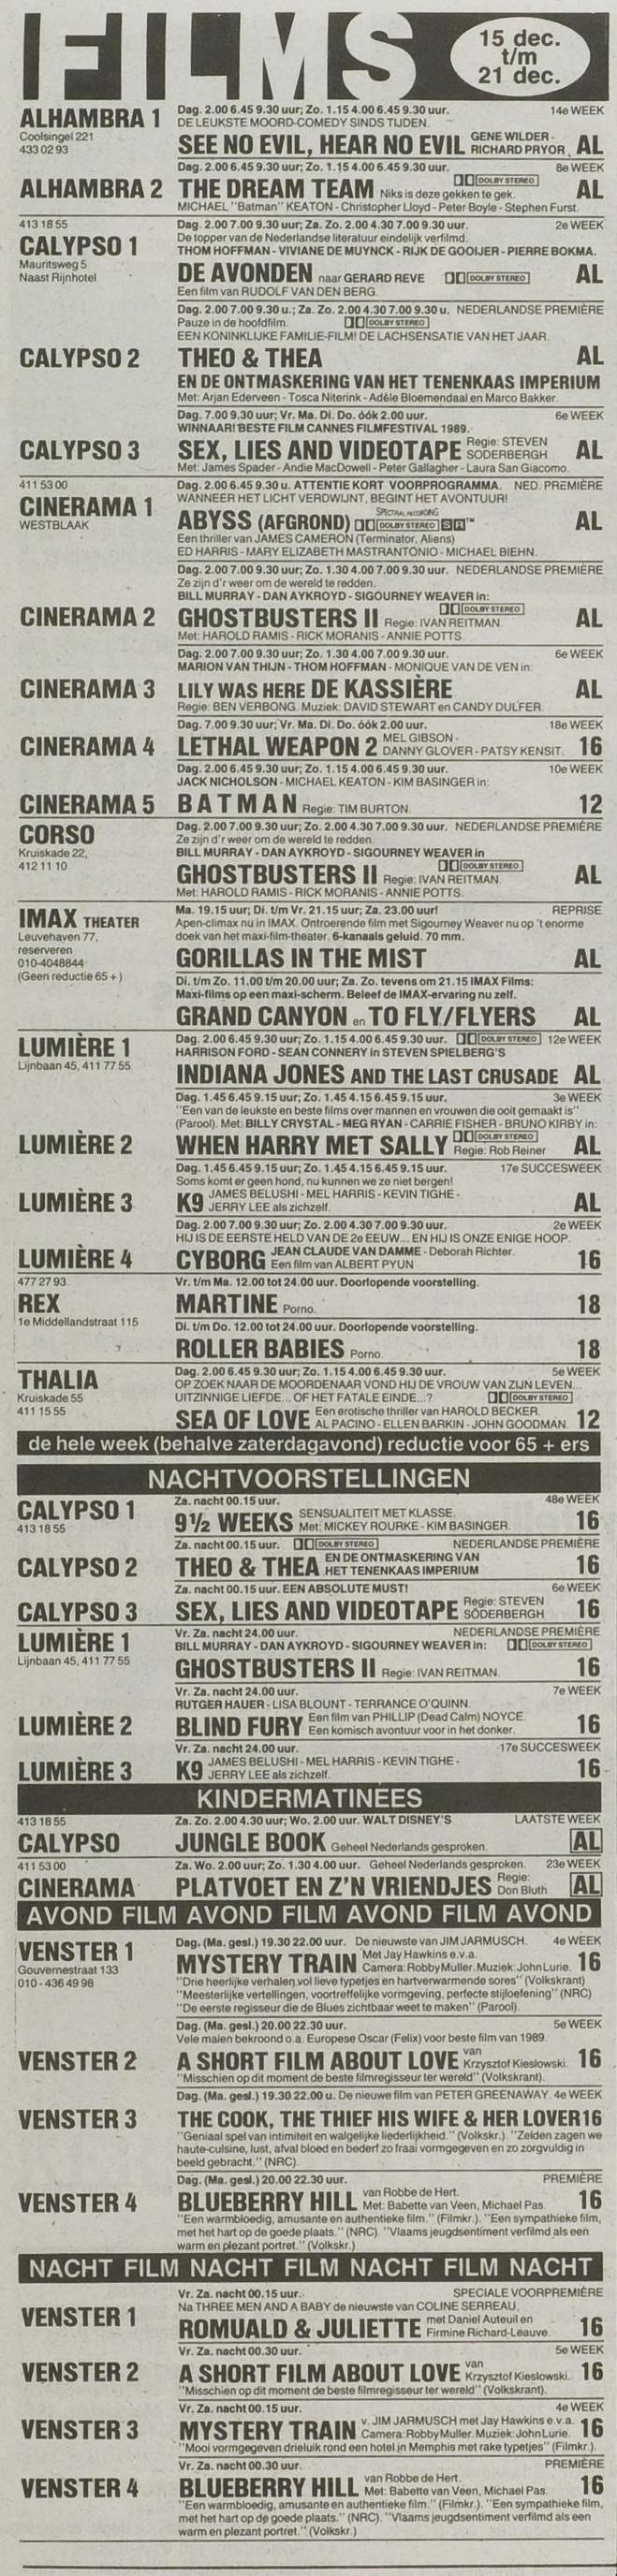 FILMS
15 dec.
t/m
21 dec.
ALHAMBRA 1
Coolsingel 221
433 02 93
Dag. 2.00 6.45 9.30 uur; Zo. 1.15 4.00 6.45 9.30 uur. 14e WEEK
DE LEUKSTE MOORD-COMEDY SINDS TIJDEN.
SEE NO EVIL, HEAR NO EVIL GENE WILDER - RICHARD PRYOR AL
Dag. 2.00 6.45 9.30 uur; Zo. 1.15 4.00 6.45 9.30 uur. 8e WEEK
DOLBY STEREO
ALHAMBRA 2 THE DREAM TEAM Niks is deze gekken te gek. AL
MICHAEL "Batman" KEATON - Christopher Lloyd - Peter Boyle - Stephen Furst.
413 18 55
CALYPSO 1
Mauritsweg 5
Naast Rijnhotel
Dag. 2.00 7.00 9.30 uur; Za. Zo. 2.00 4.30 7.00 9.30 uur. 2e WEEK
De topper van de Nederlandse literatuur eindelijk verfilmd.
THOM HOFFMAN - VIVIANE DE MUYNCK - RIJK DE GOOIJER - PIERRE BOKMA.
DE AVONDEN naar GERARD REVE DOLBY STEREO AL
Een film van RUDOLF VAN DEN BERG.
Dag. 2.00 7.00 9.30 u.; Za. Zo. 2.00 4.30 7.00 9.30 u. NEDERLANDSE PREMIÈRE
Pauze in de hoofdfilm. DOLBY STEREO
EEN KONINKLIJKE FAMILIE-FILM! DE LACHSENSATIE VAN HET JAAR.
CALYPSO 2 THEO & THEA AL
EN DE ONTMASKERING VAN HET TENENKAAS IMPERIUM
Met: Arjan Ederveen - Tosca Niterink - Adèle Bloemendaal en Marco Bakker.
Dag. 7.00 9.30 uur; Vr. Ma. Di. Do. óók 2.00 uur. 6e WEEK
WINNAAR! BESTE FILM CANNES FILMFESTIVAL 1989.
CALYPSO 3 SEX, LIES AND VIDEOTAPE Regie: STEVEN SODERBERGH AL
Met: James Spader - Andie MacDowell - Peter Gallagher - Laura San Giacomo.
411 53 00
CINERAMA 1
WESTBLAAK
Dag. 2.00 6.45 9.30 u. ATTENTIE KORT VOORPROGRAMMA. NED. PREMIÈRE
WANNEER HET LICHT VERDWIJNT, BEGINT HET AVONTUUR!
SPECTRAL RECORDING
ABYSS (AFGROND) DOLBY STEREO SR™ AL
Een thriller van JAMES CAMERON (Terminator, Aliens)
ED HARRIS - MARY ELIZABETH MASTRANTONIO - MICHAEL BIEHN.
Dag. 2.00 7.00 9.30 uur; Zo. 1.30 4.00 7.00 9.30 uur. NEDERLANDSE PREMIÈRE
Ze zijn d'r weer om de wereld te redden.
BILL MURRAY - DAN AYKROYD - SIGOURNEY WEAVER in:
DOLBY STEREO
CINERAMA 2 GHOSTBUSTERS II Regie: IVAN REITMAN. AL
Met: HAROLD RAMIS - RICK MORANIS - ANNIE POTTS
Dag. 2.00 7.00 9.30 uur; Zo. 1.30 4.00 7.00 9.30 uur. 6e WEEK
MARION VAN THIJN - THOM HOFFMAN - MONIQUE VAN DE VEN in:
CINERAMA 3 LILY WAS HERE DE KASSIÈRE AL
Regie: BEN VERBONG. Muziek: DAVID STEWART en CANDY DULFER.
Dag. 7.00 9.30 uur; Vr. Ma. Di. Do. óók 2.00 uur. 18e WEEK
CINERAMA 4 LETHAL WEAPON 2 MEL GIBSON - DANNY GLOVER - PATSY KENSIT. 16
Dag. 2.00 6.45 9.30 uur; Zo. 1.15 4.00 6.45 9.30 uur. 10e WEEK
JACK NICHOLSON - MICHAEL KEATON - KIM BASINGER in:
CINERAMA 5 BATMAN Regie: TIM BURTON. 12
CORSO
Kruiskade 22,
412 11 10
Dag. 2.00 7.00 9.30 uur; Zo. 2.00 4.30 7.00 9.30 uur. NEDERLANDSE PREMIÈRE
Ze zijn d'r weer om de wereld te redden.
BILL MURRAY - DAN AYKROYD - SIGOURNEY WEAVER in
DOLBY STEREO
GHOSTBUSTERS II Regie: IVAN REITMAN. AL
Met: HAROLD RAMIS - RICK MORANIS - ANNIE POTTS.
IMAX THEATER
Leuvehaven 77,
reserveren
010-4048844
(Geen reductie 65 +)
Ma. 19.15 uur; Di. t/m Vr. 21.15 uur; Za. 23.00 uur! REPRISE
Apen-climax nu in IMAX. Ontroerende film met Sigourney Weaver nu op 't enorme
doek van het maxi-film-theater. 6-kanaals geluid. 70 mm.
GORILLAS IN THE MIST AL
Di. t/m Zo. 11.00 t/m 20.00 uur; Za. Zo. tevens om 21.15 IMAX Films:
Maxi-films op een maxi-scherm. Beleef de IMAX-ervaring nu zelf.
GRAND CANYON en TO FLY/FLYERS AL
LUMIÈRE 1
Lijnbaan 45, 411 77 55
Dag. 2.00 6.45 9.30 uur; Zo. 1.15 4.00 6.45 9.30 uur. DOLBY STEREO 12e WEEK
HARRISON FORD - SEAN CONNERY in STEVEN SPIELBERG'S
INDIANA JONES AND THE LAST CRUSADE AL
Dag. 1.45 6.45 9.15 uur; Zo. 1.45 4.15 6.45 9.15 uur. 3e WEEK
"Een van de leukste en beste films over mannen en vrouwen die ooit gemaakt is"
(Parool). Met: BILLY CRYSTAL - MEG RYAN - CARRIE FISHER - BRUNO KIRBY in:
DOLBY STEREO
LUMIÈRE 2 WHEN HARRY MET SALLY Regie: Rob Reiner AL
Dag. 1.45 6.45 9.15 uur; Zo. 1.45 4.15 6.45 9.15 uur. 17e SUCCESWEEK
Soms komt er geen hond, nu kunnen we ze niet bergen!
LUMIÈRE 3 K9 JAMES BELUSHI - MEL HARRIS - KEVIN TIGHE - JERRY LEE als zichzelf. AL
Dag. 2.00 7.00 9.30 uur; Zo. 2.00 4.30 7.00 9.30 uur. 2e WEEK
HIJ IS DE EERSTE HELD VAN DE 2e EEUW... EN HIJ IS ONZE ENIGE HOOP.
LUMIÈRE 4 CYBORG JEAN CLAUDE VAN DAMME - Deborah Richter. Een film van ALBERT PYUN 16
477 27 93
REX
1e Middellandstraat 115
Vr. t/m Ma. 12.00 tot 24.00 uur. Doorlopende voorstelling.
MARTINE Porno. 18
Di. t/m Do. 12.00 tot 24.00 uur. Doorlopende voorstelling.
ROLLER BABIES Porno. 18
THALIA
Kruiskade 55
411 15 55
Dag. 2.00 6.45 9.30 uur; Zo. 1.15 4.00 6.45 9.30 uur. 5e WEEK
OP ZOEK NAAR DE MOORDENAAR VOND HIJ DE VROUW VAN ZIJN LEVEN...
UITZINNIGE LIEFDE... OF HET FATALE EINDE...? DOLBY STEREO
SEA OF LOVE Een erotische thriller van HAROLD BECKER. AL PACINO - ELLEN BARKIN - JOHN GOODMAN. 12
de hele week (behalve zaterdagavond) reductie voor 65 + ers
NACHTVOORSTELLINGEN
CALYPSO 1
413 18 55
Za. nacht 00.15 uur. 48e WEEK
9½ WEEKS SENSUALITEIT MET KLASSE. Met: MICKEY ROURKE - KIM BASINGER. 16
Za. nacht 00.15 uur. DOLBY STEREO NEDERLANDSE PREMIÈRE
CALYPSO 2 THEO & THEA EN DE ONTMASKERING VAN HET TENENKAAS IMPERIUM 16
Za. nacht 00.15 uur. EEN ABSOLUTE MUST! 6e WEEK
CALYPSO 3 SEX, LIES AND VIDEOTAPE Regie: STEVEN SÖDERBERGH 16
LUMIÈRE 1
Lijnbaan 45, 411 77 55
Vr. Za. nacht 24.00 uur. NEDERLANDSE PREMIÈRE
BILL MURRAY - DAN AYKROYD - SIGOURNEY WEAVER in: DOLBY STEREO
GHOSTBUSTERS II Regie: IVAN REITMAN. 16
Vr. Za. nacht 24.00 uur. 7e WEEK
RUTGER HAUER - LISA BLOUNT - TERRANCE O'QUINN.
LUMIÈRE 2 BLIND FURY Een film van PHILLIP (Dead Calm) NOYCE. Een komisch avontuur voor in het donker. 16
Vr. Za. nacht 24.00 uur. 17e SUCCESWEEK
LUMIÈRE 3 K9 JAMES BELUSHI - MEL HARRIS - KEVIN TIGHE - JERRY LEE als zichzelf. 16
KINDERMATINEES
413 18 55
Za. Zo. 2.00 4.30 uur; Wo. 2.00 uur. WALT DISNEY'S LAATSTE WEEK
CALYPSO JUNGLE BOOK Geheel Nederlands gesproken. AL
411 53 00
Za. Wo. 2.00 uur; Zo. 1.30 4.00 uur. Geheel Nederlands gesproken. 23e WEEK
CINERAMA PLATVOET EN Z'N VRIENDJES Regie: Don Bluth AL
AVOND FILM AVOND FILM AVOND FILM AVOND
VENSTER 1
Gouvernestraat 133
010 - 436 49 98
Dag. (Ma. gesl.) 19.30 22.00 uur. De nieuwste van JIM JARMUSCH. 4e WEEK
MYSTERY TRAIN Met Jay Hawkins e.v.a. Camera: Robby Muller. Muziek: John Lurie. 16
"Drie heerlijke verhalen vol lieve typetjes en hartverwarmende sores" (Volkskrant)
"Meesterlijke vertellingen, voortreffelijke vormgeving, perfecte stijloefening" (NRC)
"De eerste regisseur die de Blues zichtbaar weet te maken" (Parool).
Dag. (Ma. gesl.) 20.00 22.30 uur. 5e WEEK
Vele malen bekroond o.a. Europese Oscar (Felix) voor beste film van 1989.
VENSTER 2 A SHORT FILM ABOUT LOVE van Krzysztof Kieslowski. 16
"Misschien op dit moment de beste filmregisseur ter wereld" (Volkskrant).
Dag. (Ma. gesl.) 19.30 22.00 u. De nieuwe film van PETER GREENAWAY. 4e WEEK
VENSTER 3 THE COOK, THE THIEF HIS WIFE & HER LOVER 16
"Geniaal spel van intimiteit en walgelijke liederlijkheid." (Volkskr.). "Zelden zagen we
haute-cuisine, lust, afval bloed en bederf zo fraai vormgegeven en zo zorgvuldig in
beeld gebracht." (NRC).
Dag. (Ma. gesl.) 20.00 22.30 uur. PREMIÈRE
VENSTER 4 BLUEBERRY HILL van Robbe de Hert. Met: Babette van Veen, Michael Pas. 16
"Een warmbloedig, amusante en authentieke film." (Filmkr.). "Een sympathieke film,
met het hart op de goede plaats." (NRC). "Vlaams jeugdsentiment verfilmd als een
warm en plezant portret." (Volkskr.)
NACHT FILM NACHT FILM NACHT FILM NACHT
Vr. Za. nacht 00.15 uur. SPECIALE VOORPREMIÈRE
Na THREE MEN AND A BABY de nieuwste van COLINE SERREAU,
VENSTER 1 ROMUALD & JULIETTE met Daniel Auteuil en Firmine Richard-Leauve. 16
Vr. Za. nacht 00.30 uur. 5e WEEK
VENSTER 2 A SHORT FILM ABOUT LOVE van Krzysztof Kieslowski. 16
"Misschien op dit moment de beste filmregisseur ter wereld" (Volkskrant).
Vr. Za. nacht 00.15 uur. 4e WEEK
VENSTER 3 MYSTERY TRAIN v. JIM JARMUSCH met Jay Hawkins e.v.a. Camera: Robby Muller. Muziek: John Lurie. 16
"Mooi vormgegeven drieluik rond een hotel in Memphis met rake typetjes" (Filmkr.).
Vr. Za. nacht 00.30 uur. PREMIÈRE
VENSTER 4 BLUEBERRY HILL van Robbe de Hert. Met: Babette van Veen, Michael Pas. 16
"Een warmbloedig, amusante en authentieke film." (Filmkr.). "Een sympathieke film,
met het hart op de goede plaats." (NRC). "Vlaams jeugdsentiment verfilmd als een
warm en plezant portret." (Volkskr.)